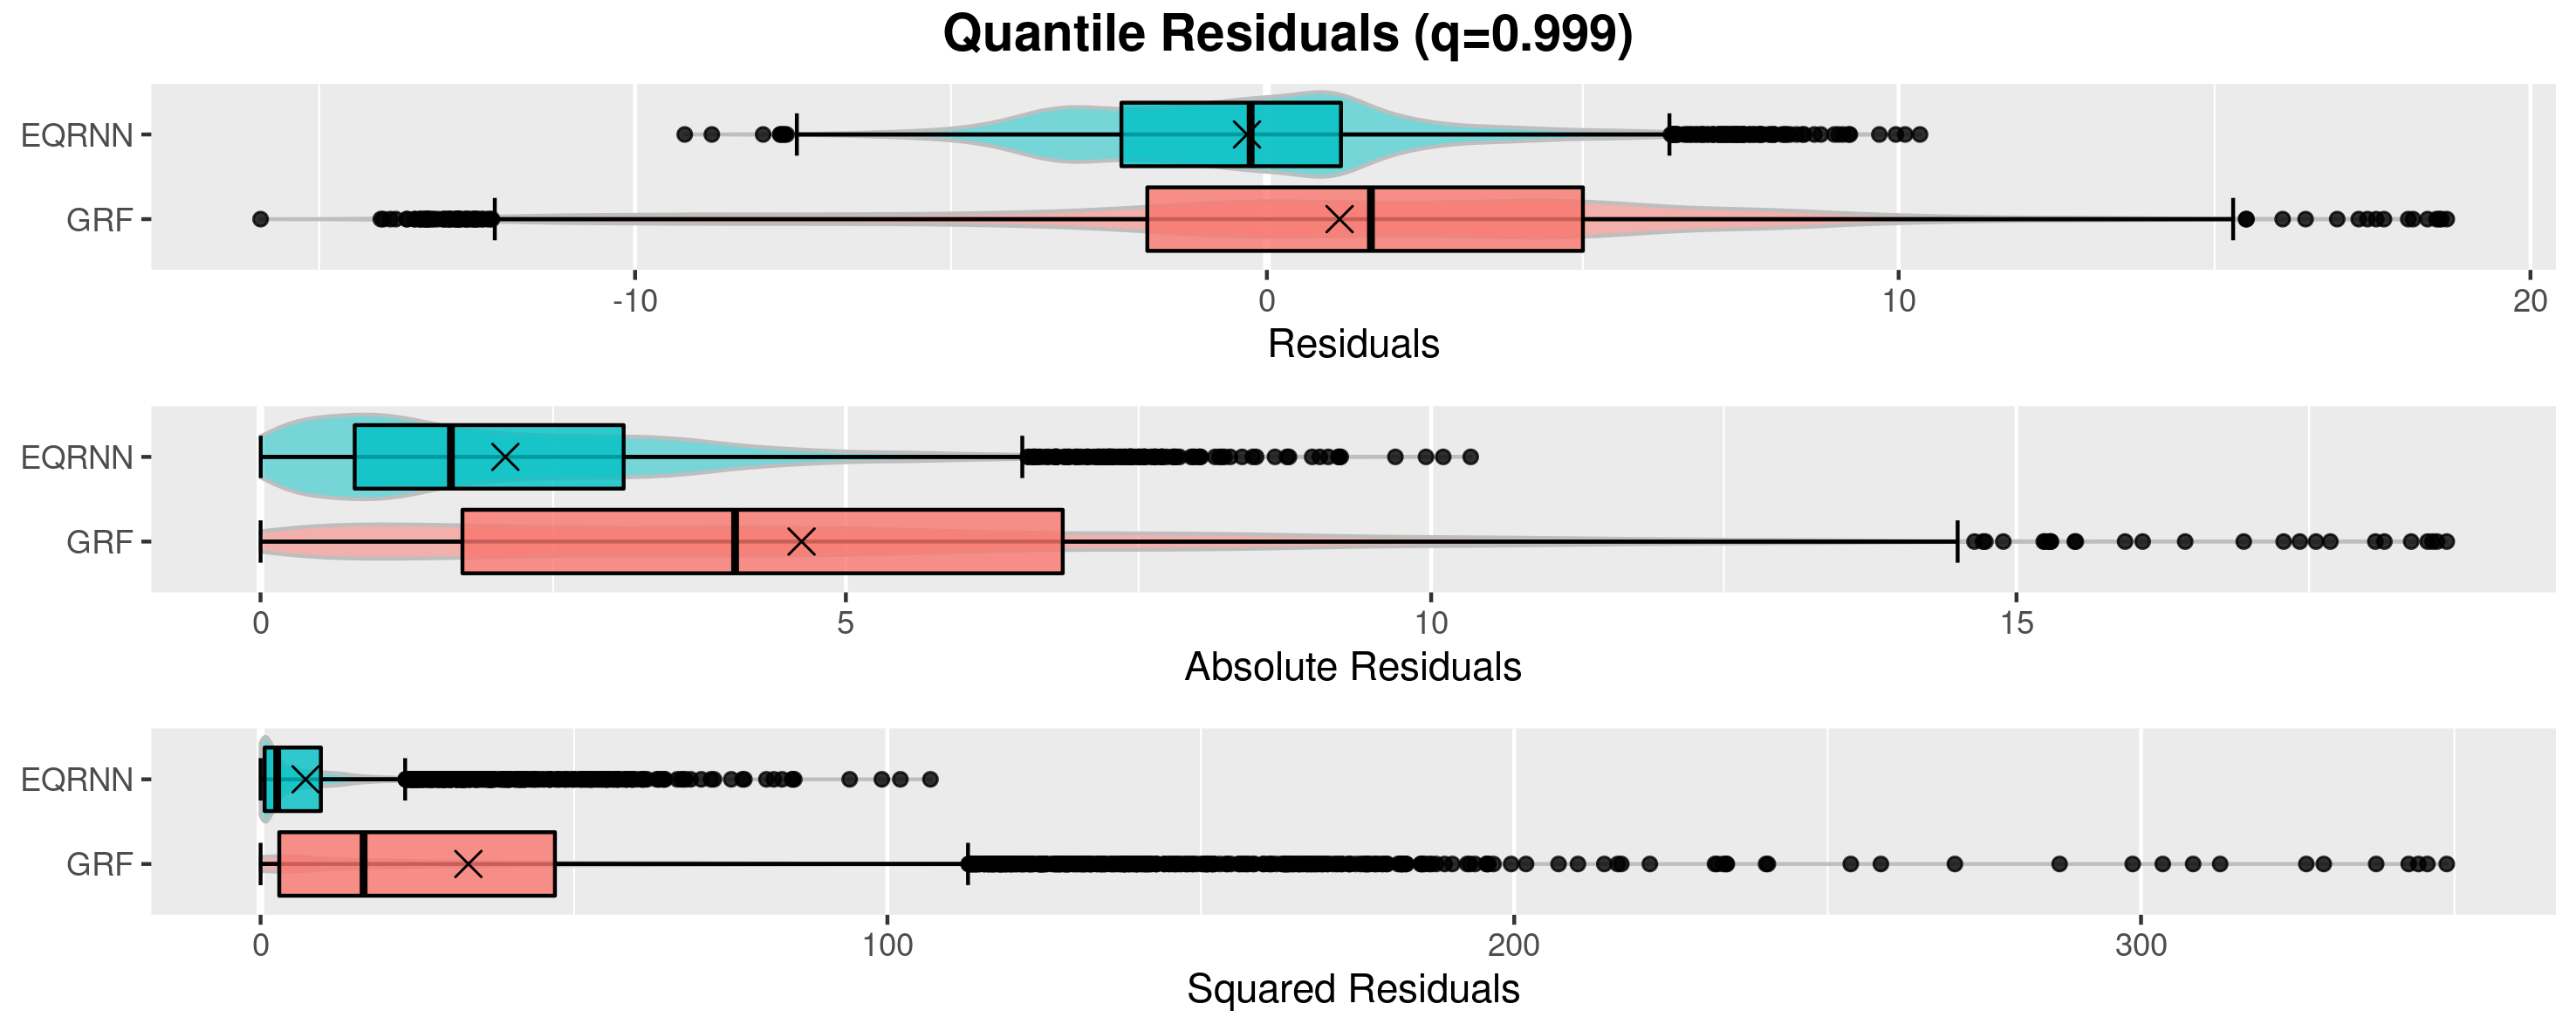 Quantile Residuals (q=0.999)
EQRNN
GRF
-10 0 10 20
Residuals
EQRNN
GRF
0 5 10 15
Absolute Residuals
EQRNN
GRF
0 100 200 300
Squared Residuals